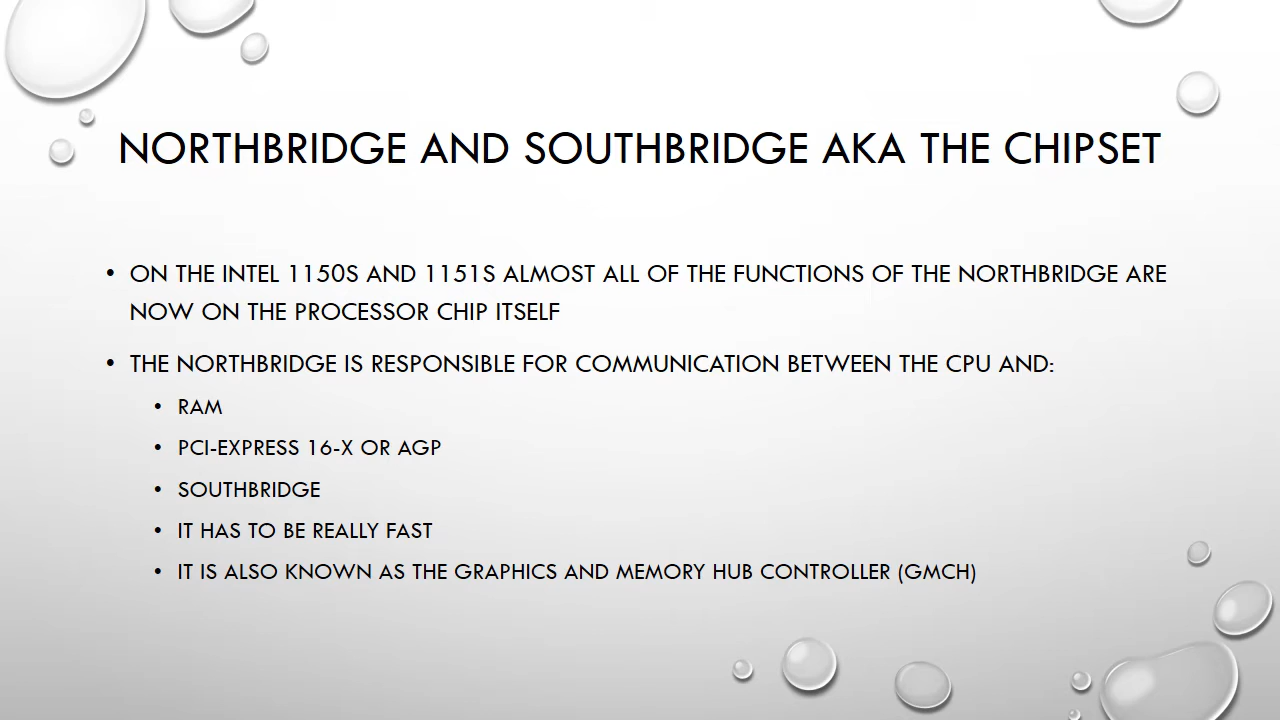 NORTHBRIDGE AND SOUTHBRIDGE AKA THE CHIPSET
• ON THE INTEL 1150S AND 1151S ALMOST ALL OF THE FUNCTIONS OF THE NORTHBRIDGE ARE
NOW ON THE PROCESSOR CHIP ITSELF
• THE NORTHBRIDGE IS RESPONSIBLE FOR COMMUNICATION BETWEEN THE CPU AND:
• RAM
• PCI-EXPRESS 16-X OR AGP
• SOUTHBRIDGE
• IT HAS TO BE REALLY FAST
• IT IS ALSO KNOWN AS THE GRAPHICS AND MEMORY HUB CONTROLLER (GMCH)